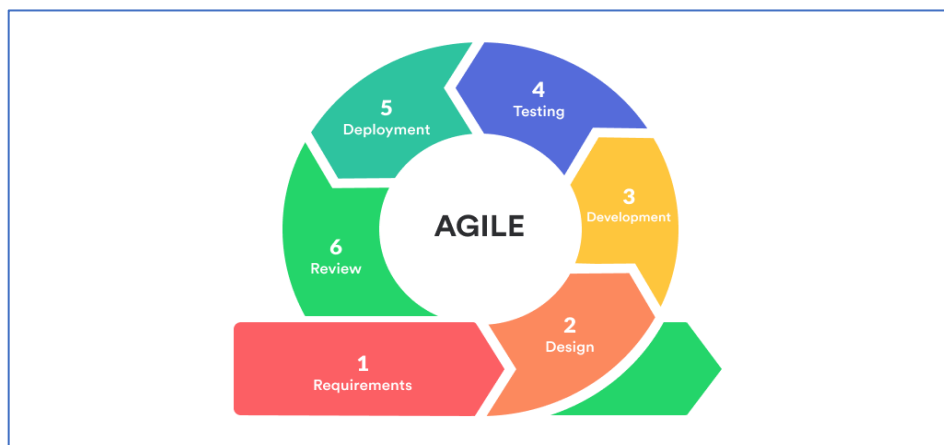 AGILE
1
Requirements
2
Design
3
Development
4
Testing
5
Deployment
6
Review